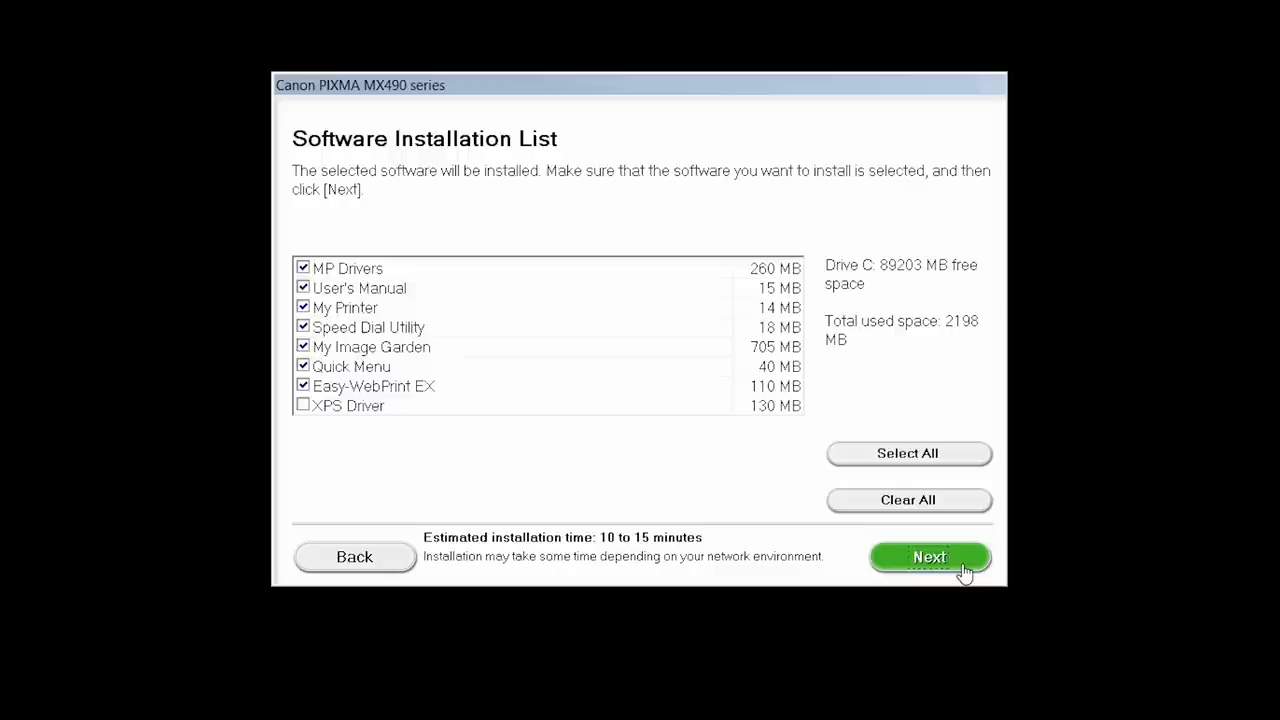 Canon PIXMA MX490 series
Software Installation List
The selected software will be installed. Make sure that the software you want to install is selected, and then
click [Next].
MP Drivers 260 MB
User's Manual 15 MB
My Printer 14 MB
Speed Dial Utility 18 MB
My Image Garden 705 MB
Quick Menu 40 MB
Easy-WebPrint EX 110 MB
XPS Driver 130 MB
Drive C: 89203 MB free
space
Total used space: 2198
MB
Select All
Clear All
Estimated installation time: 10 to 15 minutes
Installation may take some time depending on your network environment.
Back
Next